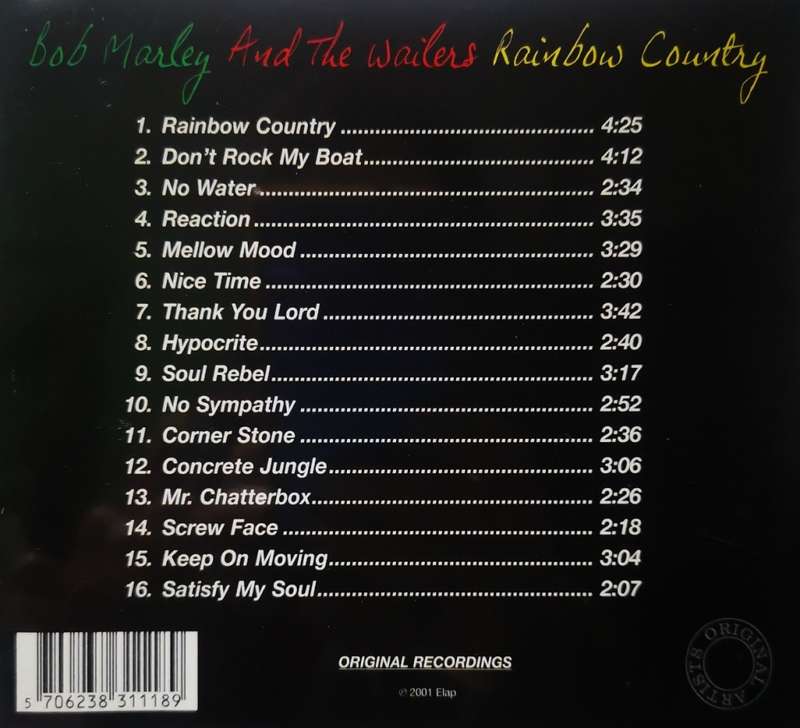 Bob Marley And The Wailers Rainbow Country
1. Rainbow Country ........................................ 4:25
2. Don't Rock My Boat..................................... 4:12
3. No Water..................................................... 2:34
4. Reaction ...................................................... 3:35
5. Mellow Mood ............................................... 3:29
6. Nice Time .................................................... 2:30
7. Thank You Lord ........................................... 3:42
8. Hypocrite..................................................... 2:40
9. Soul Rebel................................................... 3:17
10. No Sympathy ............................................... 2:52
11. Corner Stone ............................................... 2:36
12. Concrete Jungle.......................................... 3:06
13. Mr. Chatterbox............................................. 2:26
14. Screw Face .................................................. 2:18
15. Keep On Moving.......................................... 3:04
16. Satisfy My Soul............................................ 2:07
ORIGINAL RECORDINGS
℗ 2001 Elap
5 706238 311189
ORIGINAL ARTISTS